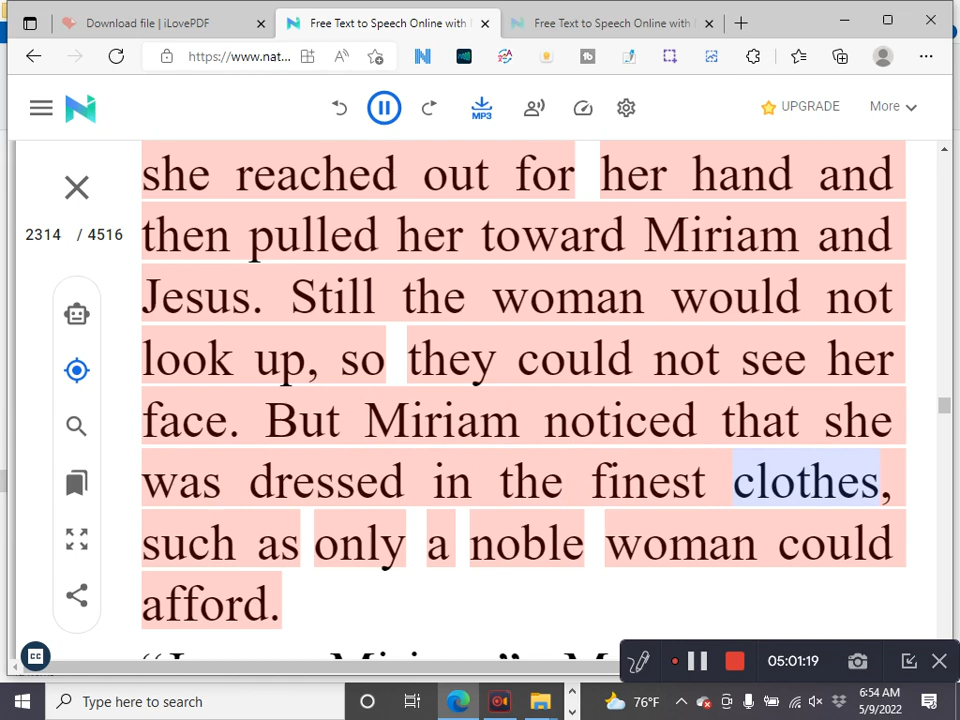 Download file | iLovePDF
Free Text to Speech Online with
Free Text to Speech Online with
https://www.nat...
UPGRADE
More
MP3
2314 / 4516
she reached out for her hand and
then pulled her toward Miriam and
Jesus. Still the woman would not
look up, so they could not see her
face. But Miriam noticed that she
was dressed in the finest clothes,
such as only a noble woman could
afford.
CC
05:01:19
Type here to search
76°F
6:54 AM
5/9/2022